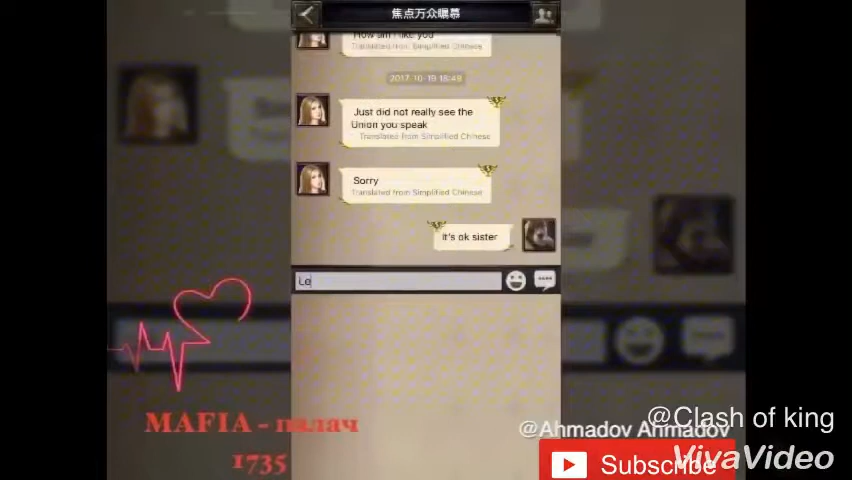 焦点万众瞩幕
How am I like you
Translated from Simplified Chinese
2017-10-19 18:48
Just did not really see the
Union you speak
Translated from Simplified Chinese
Sorry
Translated from Simplified Chinese
It's ok sister
Le
MAFIA - палач
1735
@Clash of king
@Ahmadov Ahmadov
Subscribe
VivaVideo